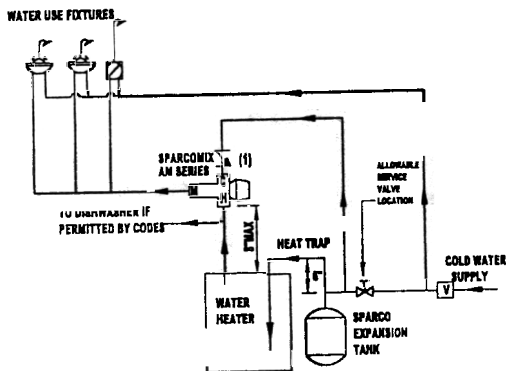 WATER USE FIXTURES
SPARCOMIX
AM SERIES
(1)
C
M
H
ALLOWABLE
SERVICE
VALVE
LOCATION
TO DISHWASHER IF
PERMITTED BY CODES
8"MAX
HEAT TRAP
6"
COLD WATER
SUPPLY
V
WATER
HEATER
SPARCO
EXPANSION
TANK